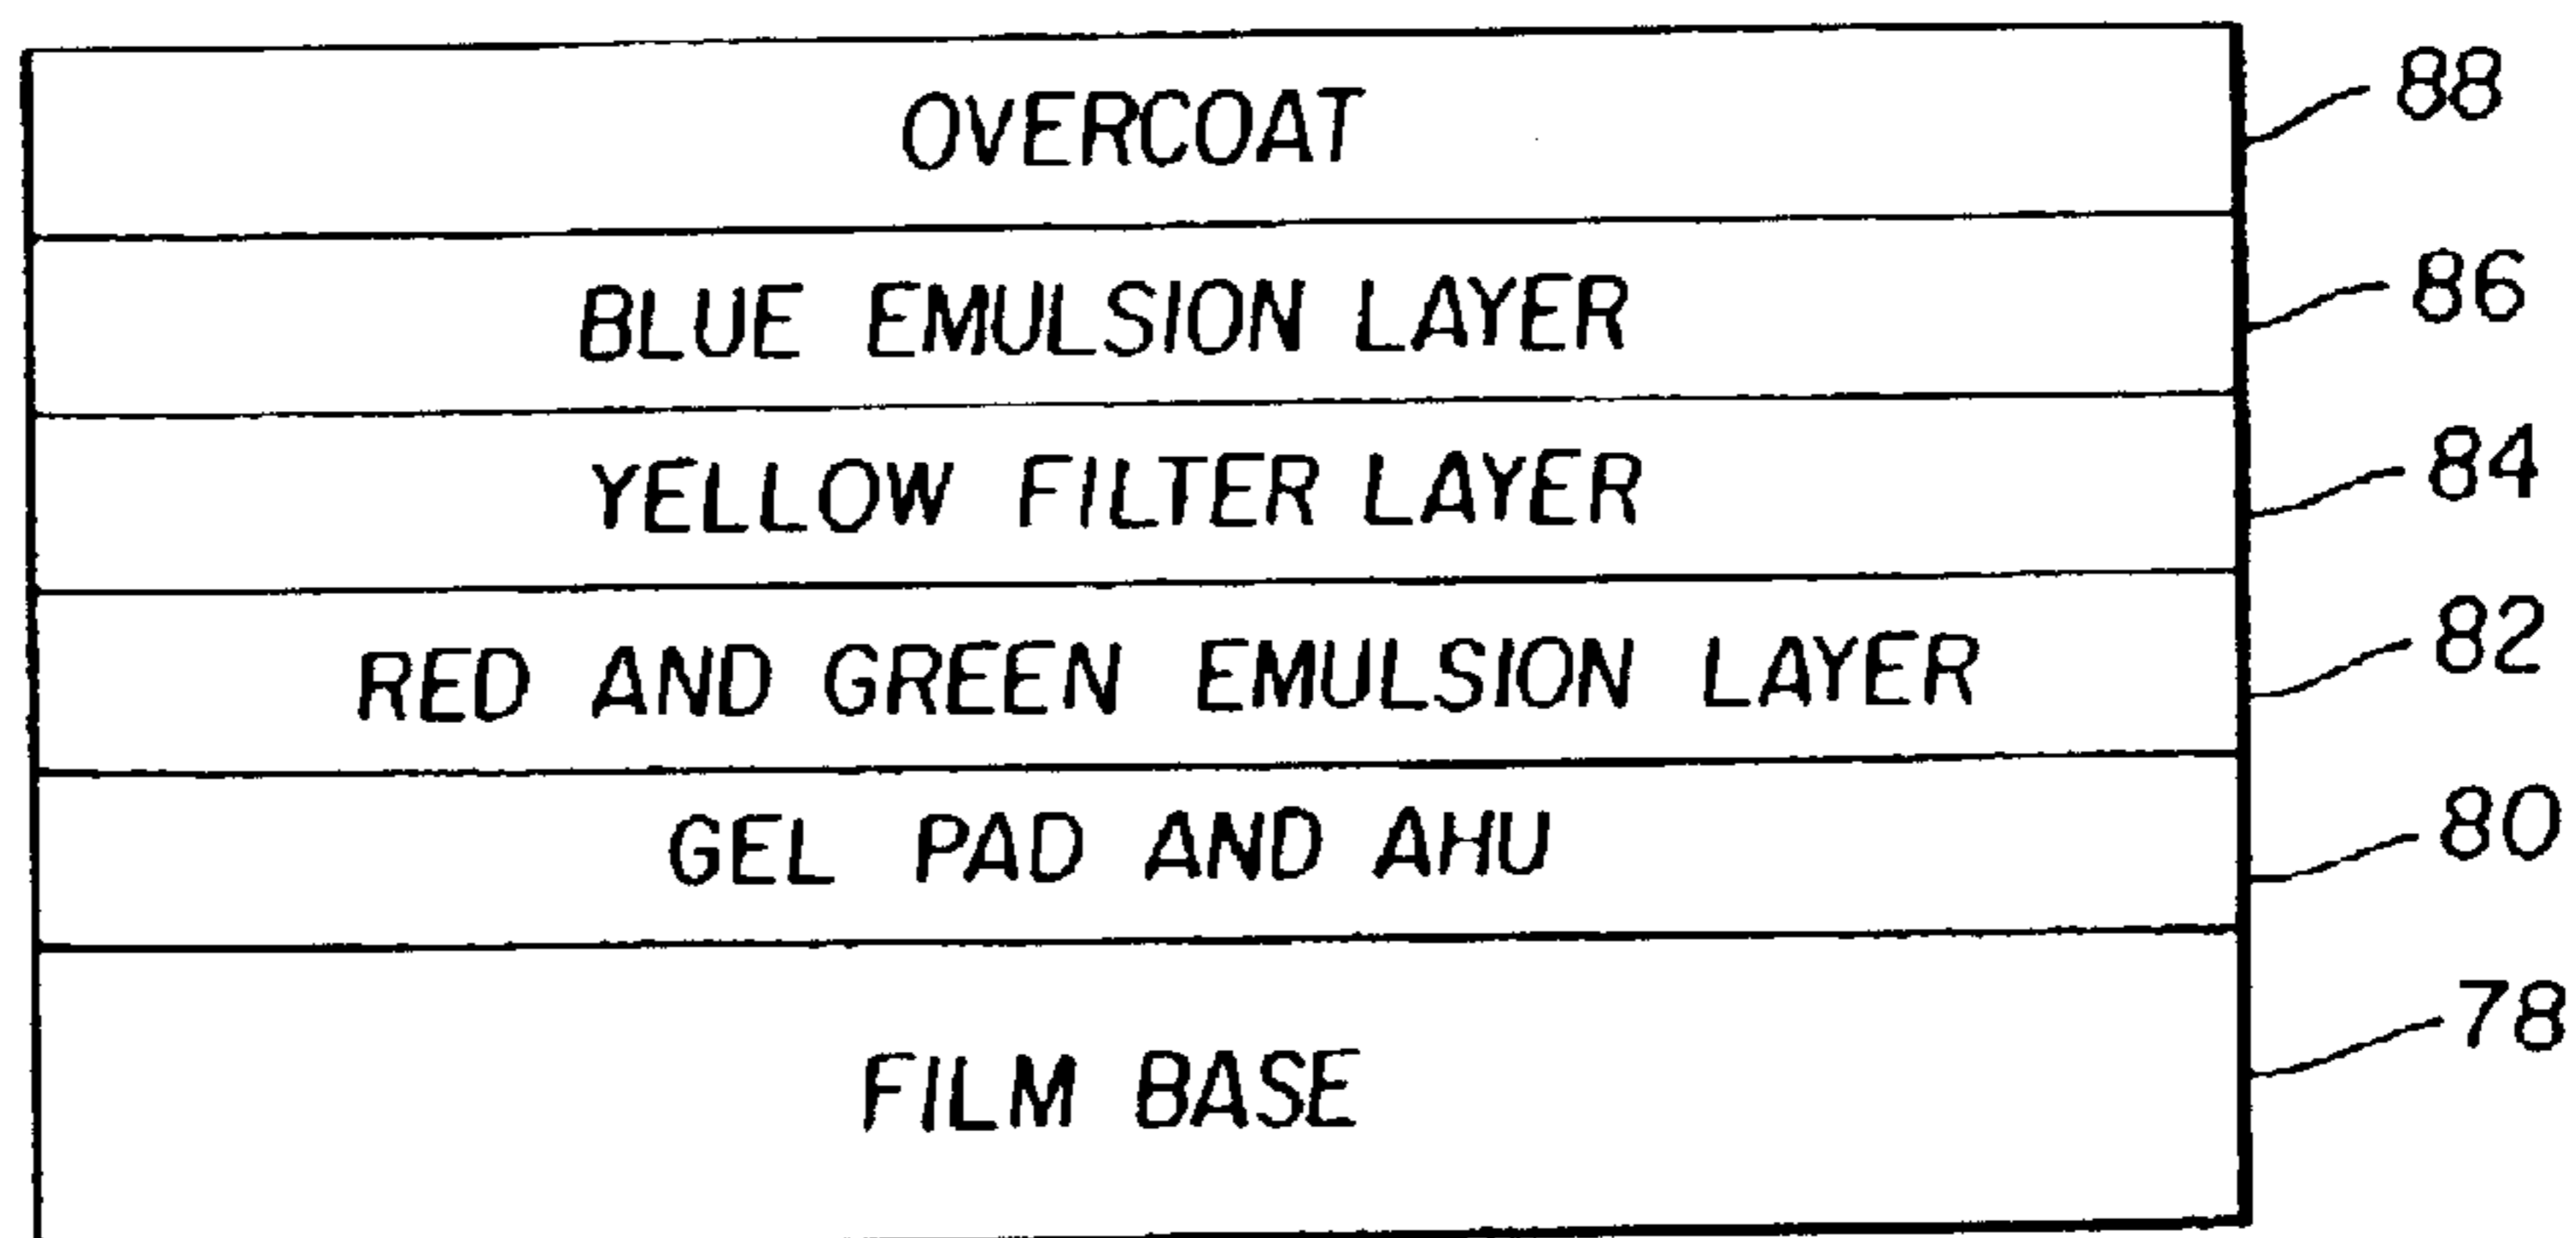 OVERCOAT 88
BLUE EMULSION LAYER 86
YELLOW FILTER LAYER 84
RED AND GREEN EMULSION LAYER 82
GEL PAD AND AHU 80
FILM BASE 78